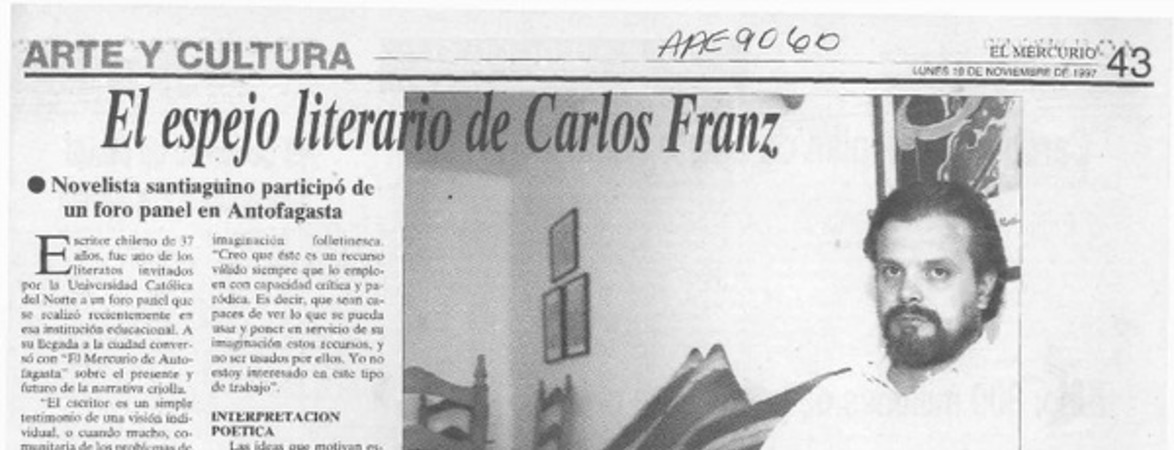 ARTE Y CULTURA
APE9060
EL MERCURIO
LUNES 10 DE NOVIEMBRE DE 1997
43
El espejo literario de Carlos Franz
● Novelista santiaguino participó de
un foro panel en Antofagasta
Escritor chileno de 37
años, fue uno de los
literatos invitados
por la Universidad Católica
del Norte a un foro panel que
se realizó recientemente en
esa institución educacional. A
su llegada a la ciudad conver-
só con "El Mercurio de Anto-
fagasta" sobre el presente y
futuro de la narrativa criolla.
"El escritor es un simple
testimonio de una visión indi-
vidual, o cuando mucho, co-
munitaria de los problemas de
imaginación folletinesca.
"Creo que éste es un recurso
válido siempre que lo emple-
en con capacidad crítica y pa-
ródica. Es decir, que sean ca-
paces de ver lo que se pueda
usar y poner en servicio de su
imaginación estos recursos, y
no ser usados por ellos. Yo no
estoy interesado en este tipo
de trabajo".
INTERPRETACION
POETICA
Las ideas que motivan es-